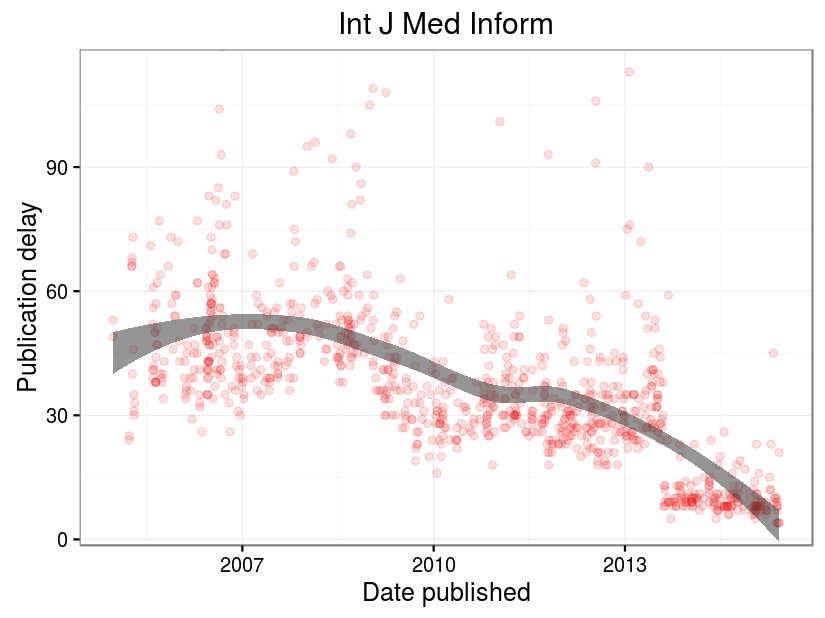 Int J Med Inform
Publication delay
90
60
30
0
2007 2010 2013
Date published